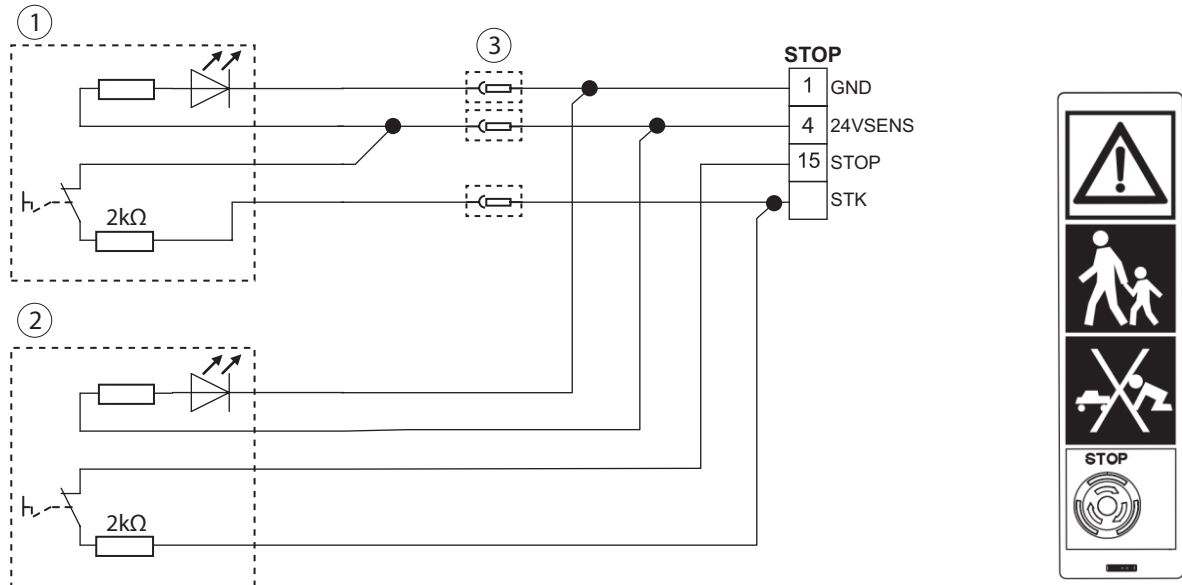 1
3
STOP
1 GND
4 24VSENS
15 STOP
STK
2kΩ
2
2kΩ
STOP